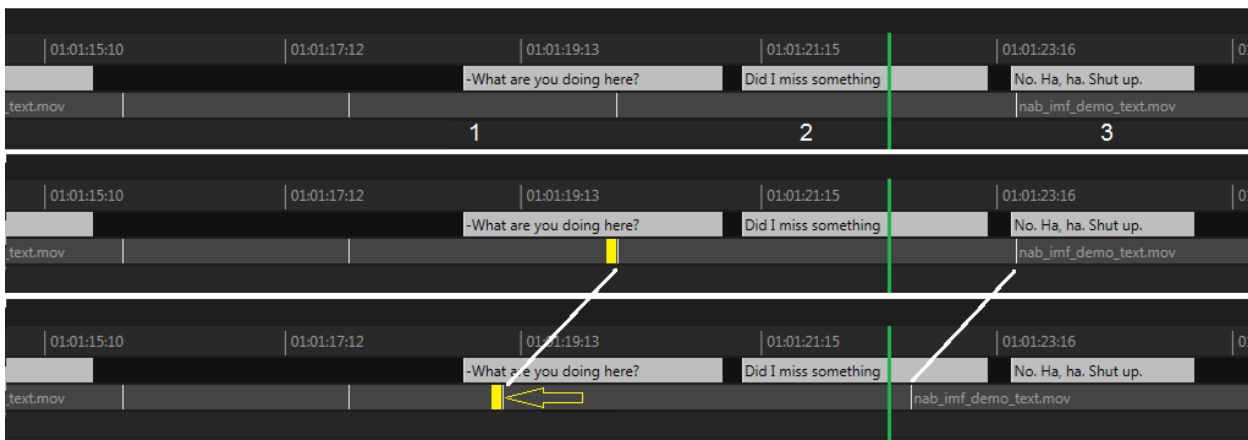 01:01:15:10 01:01:17:12 01:01:19:13 01:01:21:15 01:01:23:16 0
-What are you doing here? Did I miss something No. Ha, ha. Shut up.
_text.mov nab_imf_demo_text.mov
1 2 3
01:01:15:10 01:01:17:12 01:01:19:13 01:01:21:15 01:01:23:16 0
-What are you doing here? Did I miss something No. Ha, ha. Shut up.
text.mov nab_imf_demo_text.mov
01:01:15:10 01:01:17:12 01:01:19:13 01:01:21:15 01:01:23:16 0
-What are you doing here? Did I miss something No. Ha, ha. Shut up.
text.mov nab_imf_demo_text.mov